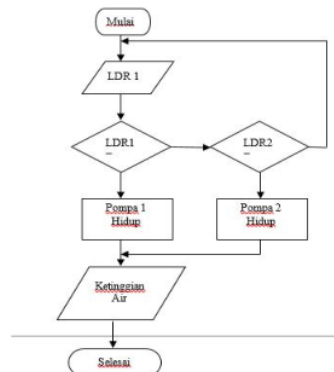 Mulai
LDR 1
LDR1
LDR2
Pompa 1
Hidup
Pompa 2
Hidup
Ketinggian
Air
Selesai